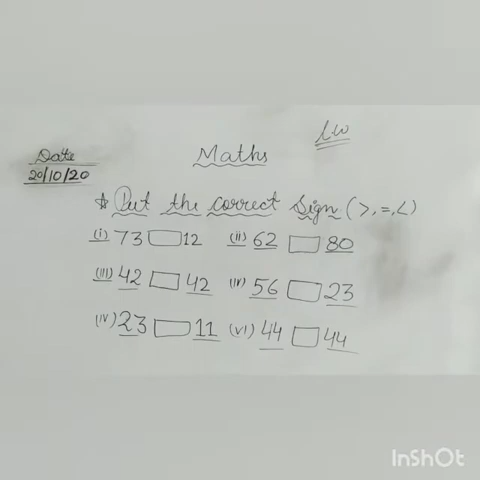 C.W
Date
20/10/20
Maths
☆ Put the correct Sign (>,=,<)
(i) 73 □ 12 (ii) 62 □ 80
(iii) 42 □ 42 (iv) 56 □ 23
(iv) 23 □ 11 (vi) 44 □ 44
InShOt